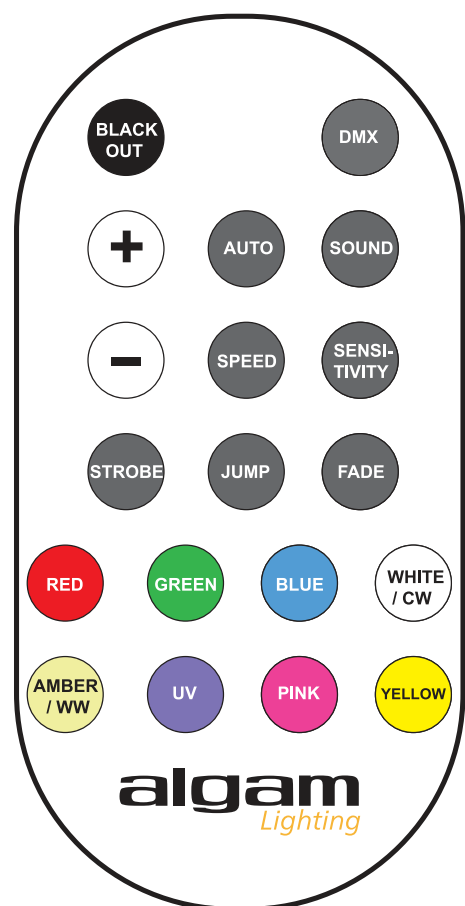 BLACK
OUT
DMX
+
AUTO
SOUND
-
SPEED
SENSI-
TIVITY
STROBE
JUMP
FADE
RED
GREEN
BLUE
WHITE
/ CW
AMBER
/ WW
UV
PINK
YELLOW
algam
Lighting